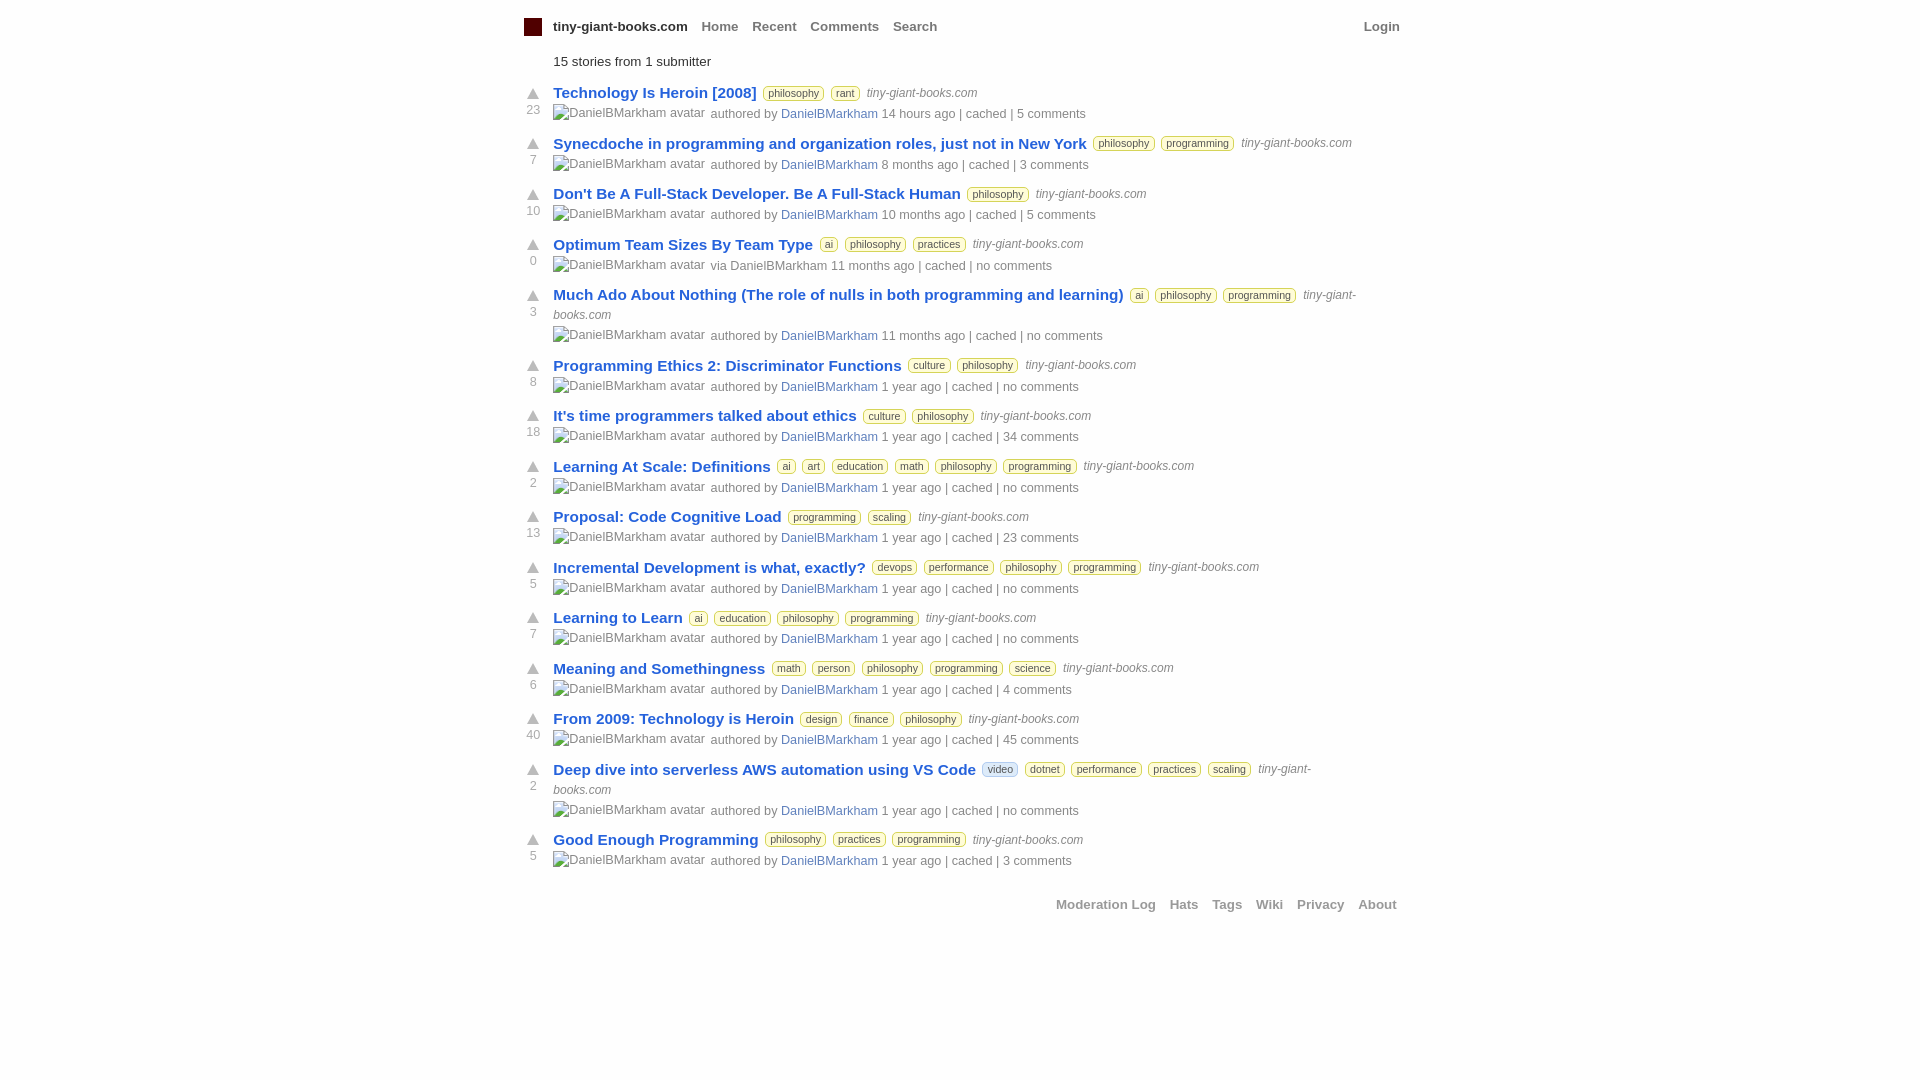 tiny-giant-books.com Home Recent Comments Search Login
15 stories from 1 submitter
Technology Is Heroin [2008] philosophy rant tiny-giant-books.com
23 DanielBMarkham avatar authored by DanielBMarkham 14 hours ago | cached | 5 comments
Synecdoche in programming and organization roles, just not in New York philosophy programming tiny-giant-books.com
7 DanielBMarkham avatar authored by DanielBMarkham 8 months ago | cached | 3 comments
Don't Be A Full-Stack Developer. Be A Full-Stack Human philosophy tiny-giant-books.com
10 DanielBMarkham avatar authored by DanielBMarkham 10 months ago | cached | 5 comments
Optimum Team Sizes By Team Type ai philosophy practices tiny-giant-books.com
0 DanielBMarkham avatar via DanielBMarkham 11 months ago | cached | no comments
Much Ado About Nothing (The role of nulls in both programming and learning) ai philosophy programming tiny-giant-
3 books.com
DanielBMarkham avatar authored by DanielBMarkham 11 months ago | cached | no comments
Programming Ethics 2: Discriminator Functions culture philosophy tiny-giant-books.com
8 DanielBMarkham avatar authored by DanielBMarkham 1 year ago | cached | no comments
It's time programmers talked about ethics culture philosophy tiny-giant-books.com
18 DanielBMarkham avatar authored by DanielBMarkham 1 year ago | cached | 34 comments
Learning At Scale: Definitions ai art education math philosophy programming tiny-giant-books.com
2 DanielBMarkham avatar authored by DanielBMarkham 1 year ago | cached | no comments
Proposal: Code Cognitive Load programming scaling tiny-giant-books.com
13 DanielBMarkham avatar authored by DanielBMarkham 1 year ago | cached | 23 comments
Incremental Development is what, exactly? devops performance philosophy programming tiny-giant-books.com
5 DanielBMarkham avatar authored by DanielBMarkham 1 year ago | cached | no comments
Learning to Learn ai education philosophy programming tiny-giant-books.com
7 DanielBMarkham avatar authored by DanielBMarkham 1 year ago | cached | no comments
Meaning and Somethingness math person philosophy programming science tiny-giant-books.com
6 DanielBMarkham avatar authored by DanielBMarkham 1 year ago | cached | 4 comments
From 2009: Technology is Heroin design finance philosophy tiny-giant-books.com
40 DanielBMarkham avatar authored by DanielBMarkham 1 year ago | cached | 45 comments
Deep dive into serverless AWS automation using VS Code video dotnet performance practices scaling tiny-giant-
2 books.com
DanielBMarkham avatar authored by DanielBMarkham 1 year ago | cached | no comments
Good Enough Programming philosophy practices programming tiny-giant-books.com
5 DanielBMarkham avatar authored by DanielBMarkham 1 year ago | cached | 3 comments
Moderation Log Hats Tags Wiki Privacy About